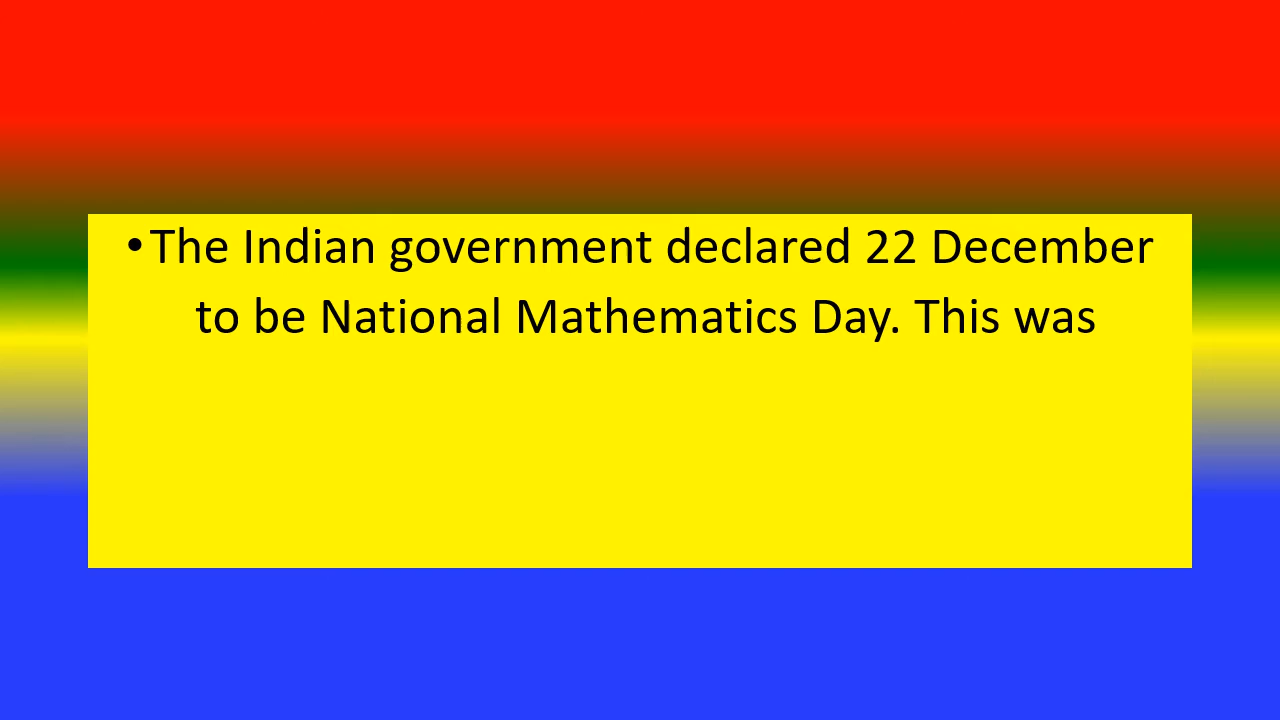 •The Indian government declared 22 December
to be National Mathematics Day. This was